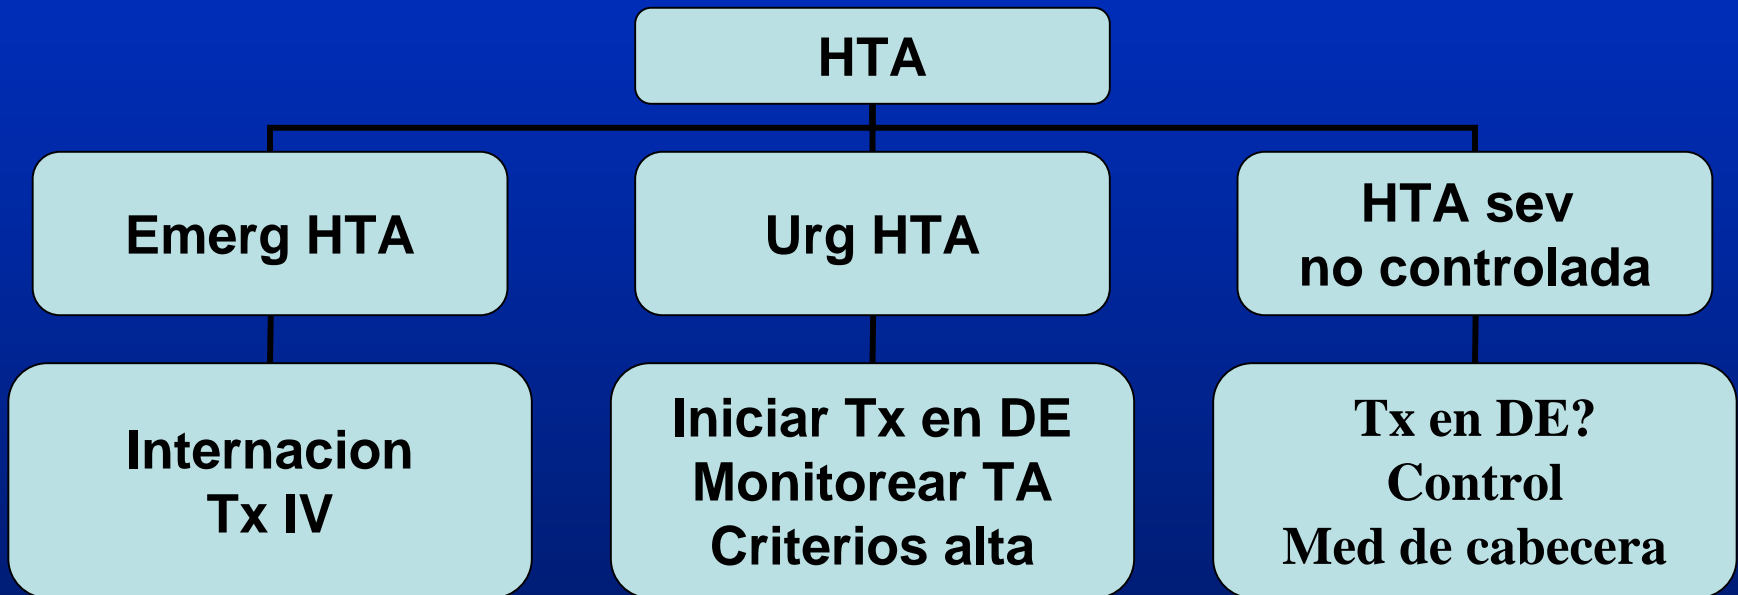 HTA
Emerg HTA
Urg HTA
HTA sev
no controlada
Internacion
Tx IV
Iniciar Tx en DE
Monitorear TA
Criterios alta
Tx en DE?
Control
Med de cabecera